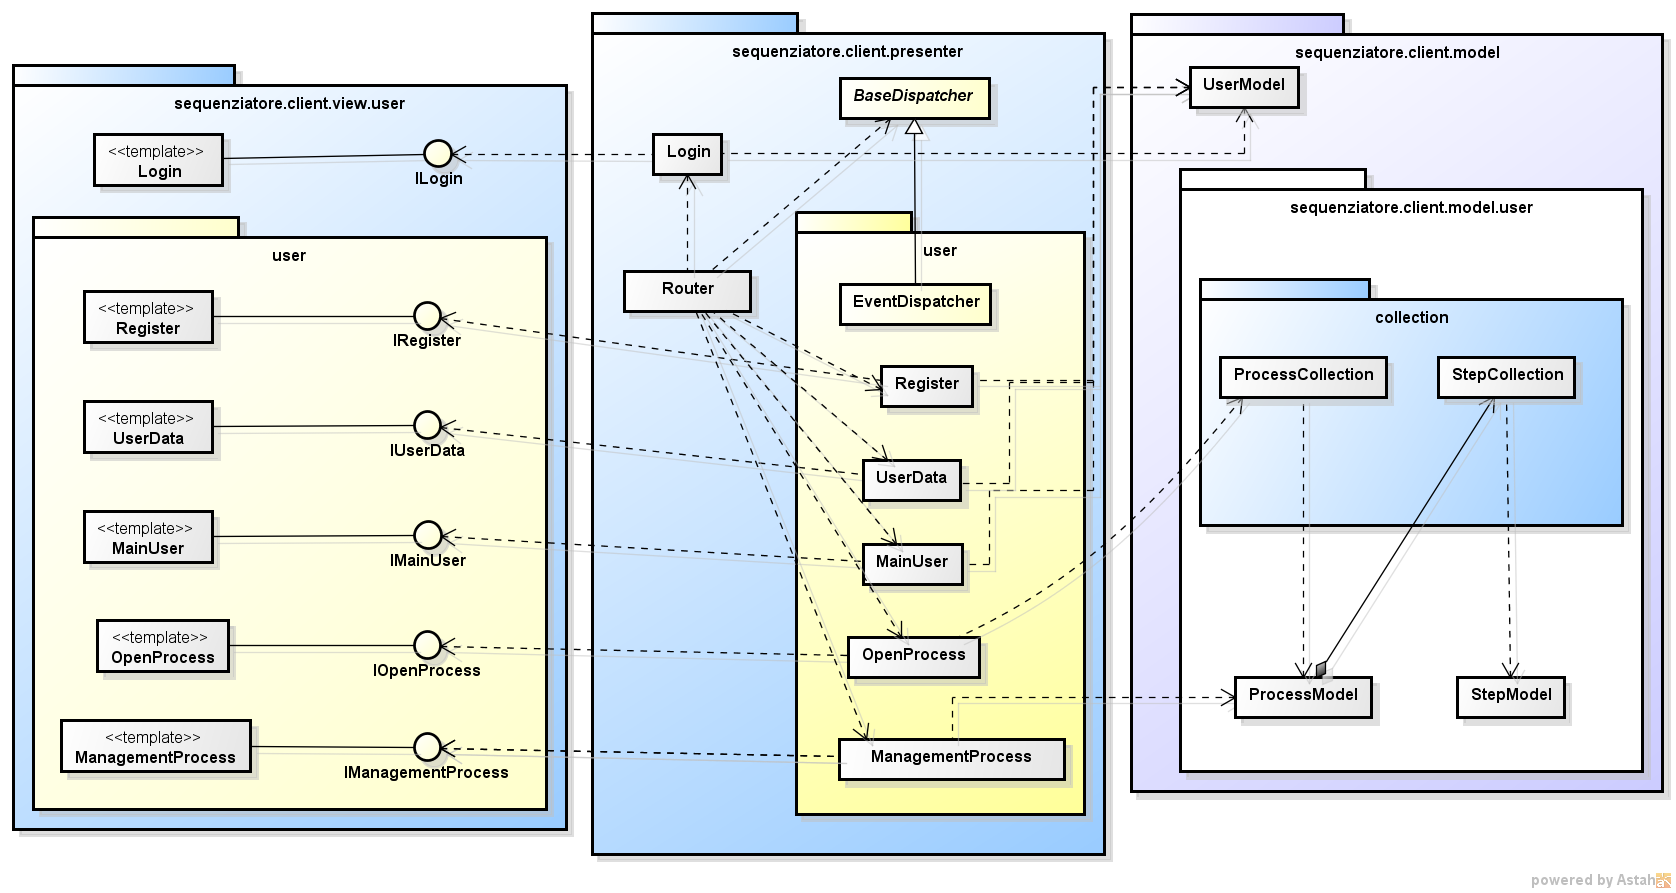 sequenziatore.client.view.user
<<template>>
Login
ILogin
user
<<template>>
Register
IRegister
<<template>>
UserData
IUserData
<<template>>
MainUser
IMainUser
<<template>>
OpenProcess
IOpenProcess
<<template>>
ManagementProcess
IManagementProcess
sequenziatore.client.presenter
BaseDispatcher
Login
Router
user
EventDispatcher
Register
UserData
MainUser
OpenProcess
ManagementProcess
sequenziatore.client.model
UserModel
sequenziatore.client.model.user
collection
ProcessCollection
StepCollection
ProcessModel
StepModel
powered by Astah